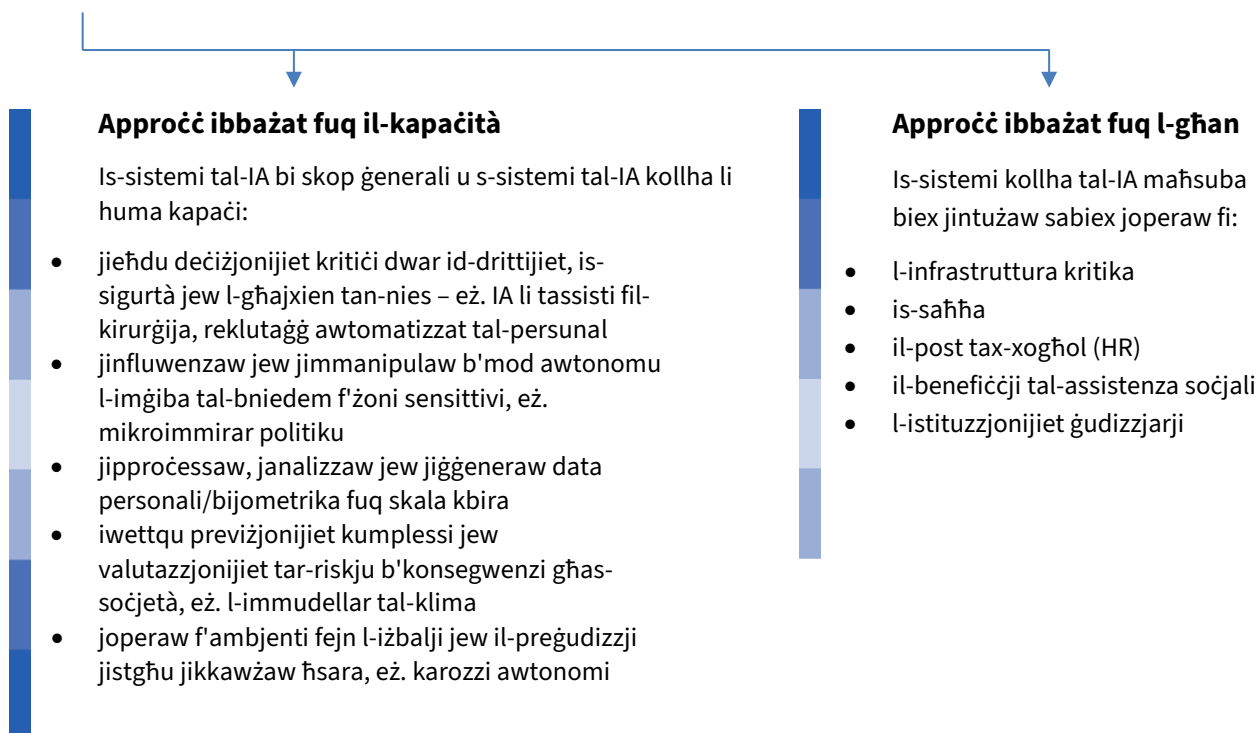 Approċċ ibbażat fuq il-kapaċità
Is-sistemi tal-IA bi skop ġenerali u s-sistemi tal-IA kollha li
huma kapaċi:
• jieħdu deċiżjonijiet kritiċi dwar id-drittijiet, is-
sigurtà jew l-għajxien tan-nies – eż. IA li tassisti fil-
kirurġija, reklutaġġ awtomatizzat tal-persunal
• jinfluwenzaw jew jimmanipulaw b'mod awtonomu
l-imġiba tal-bniedem f'żoni sensittivi, eż.
mikroimmirar politiku
• jipproċessaw, janalizzaw jew jiġġeneraw data
personali/bijometrika fuq skala kbira
• iwettqu previżjonijiet kumplessi jew
valutazzjonijiet tar-riskju b'konsegwenzi għas-
soċjetà, eż. l-immudellar tal-klima
• joperaw f'ambjenti fejn l-iżbalji jew il-preġudizzji
jistgħu jikkawżaw ħsara, eż. karozzi awtonomi
Approċċ ibbażat fuq l-għan
Is-sistemi kollha tal-IA maħsuba
biex jintużaw sabiex joperaw fi:
• l-infrastruttura kritika
• is-saħħa
• il-post tax-xogħol (HR)
• il-benefiċċji tal-assistenza soċjali
• l-istituzzjonijiet ġudizzjarji